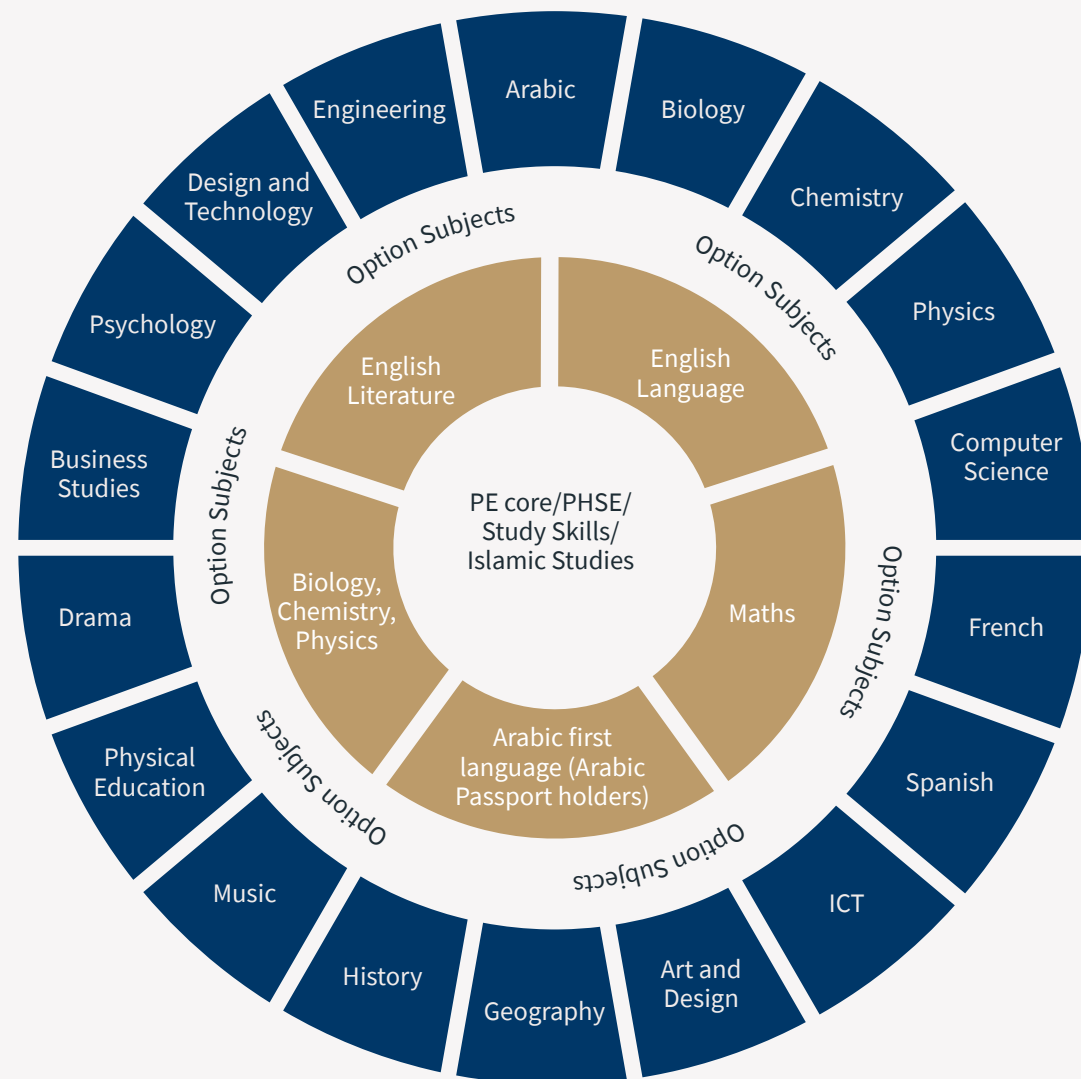 Arabic
Biology
Chemistry
Physics
Computer
Science
French
Spanish
ICT
Art and
Design
Geography
History
Music
Physical
Education
Drama
Business
Studies
Psychology
Design and
Technology
Engineering
Option Subjects
Option Subjects
Option Subjects
Option Subjects
Option Subjects
Option Subjects
English
Language
Maths
Arabic first
language (Arabic
Passport holders)
Biology,
Chemistry,
Physics
English
Literature
PE core/PHSE/
Study Skills/
Islamic Studies